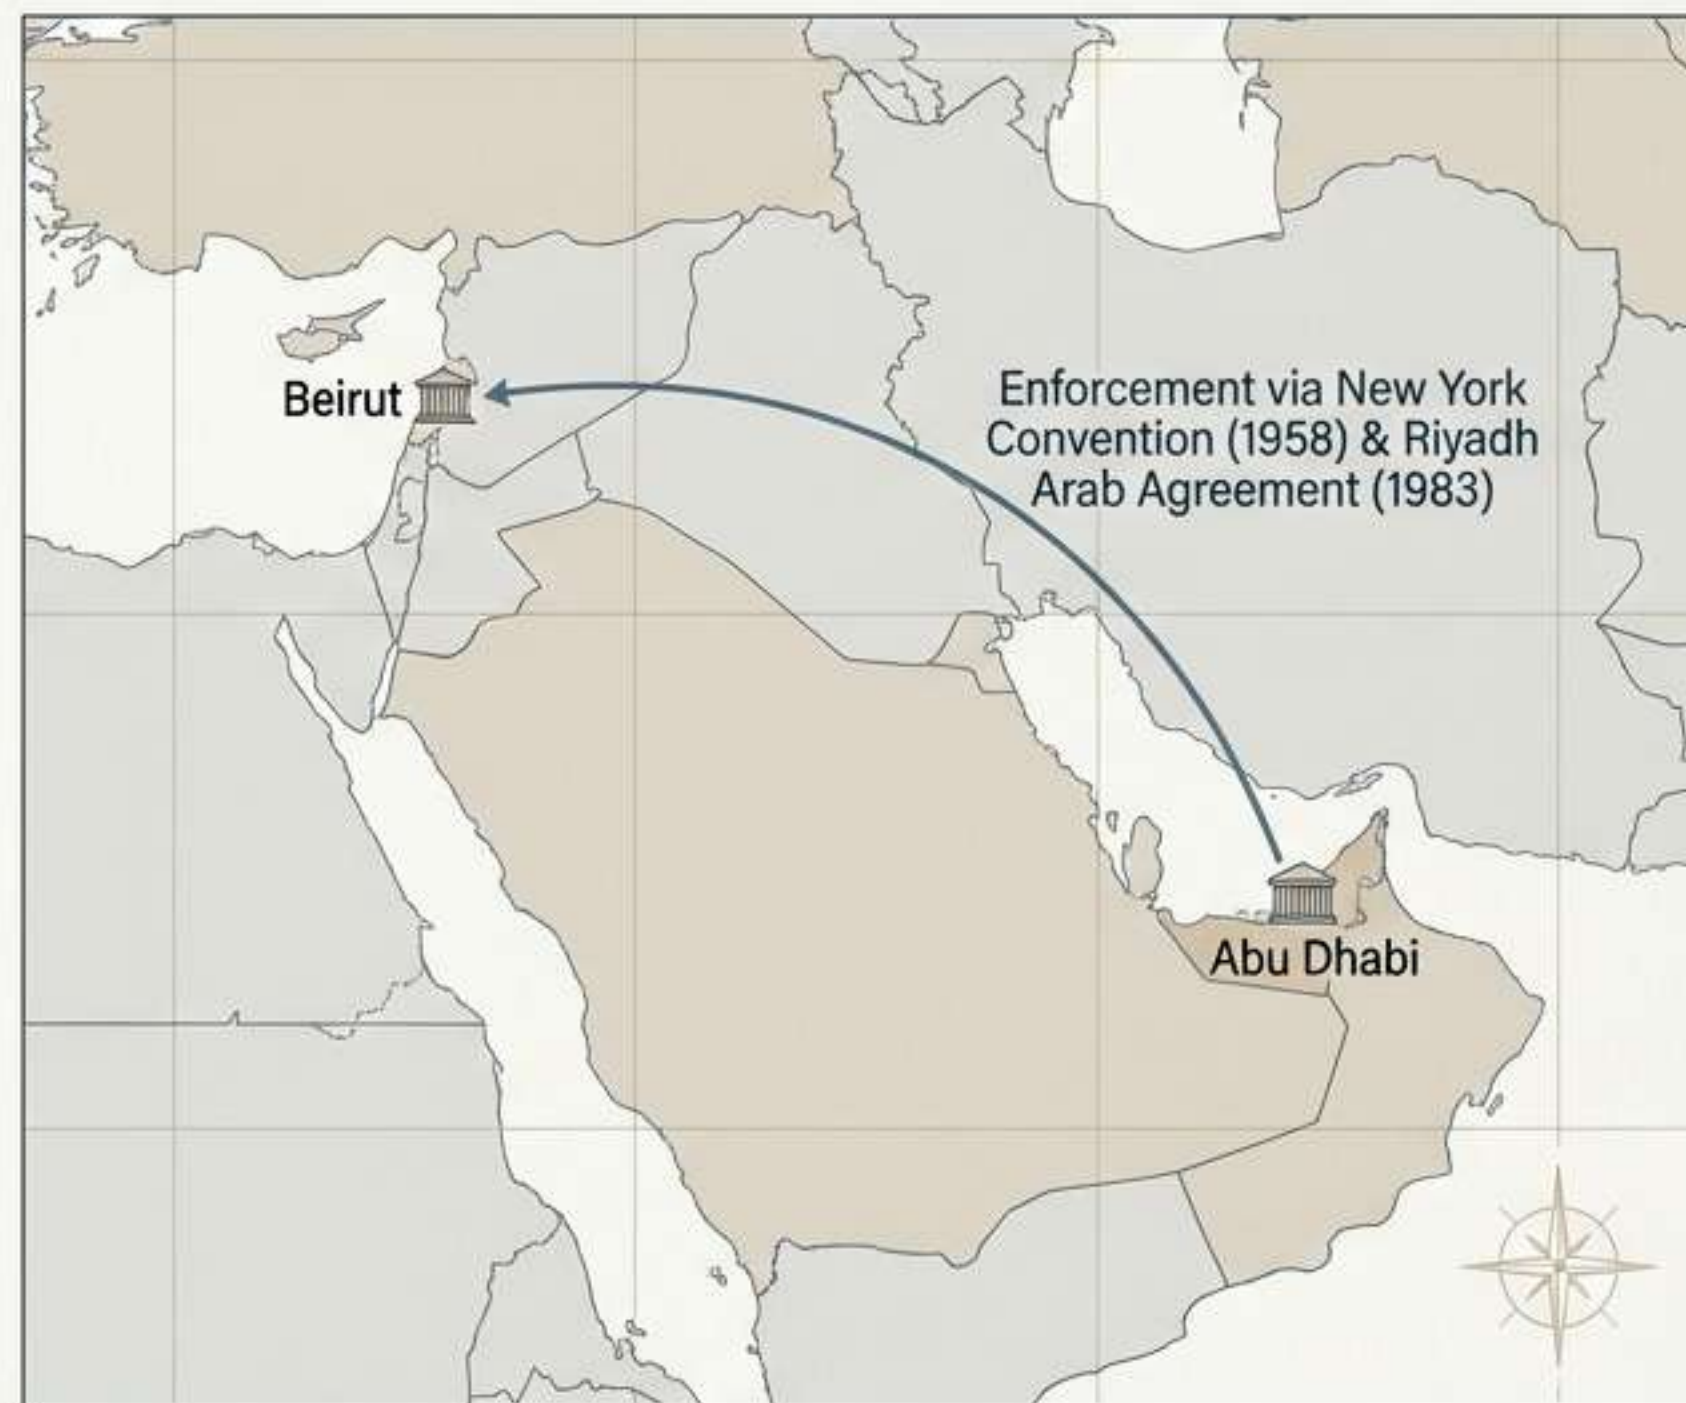 Beirut
Enforcement via New York
Convention (1958) & Riyadh
Arab Agreement (1983)
Abu Dhabi